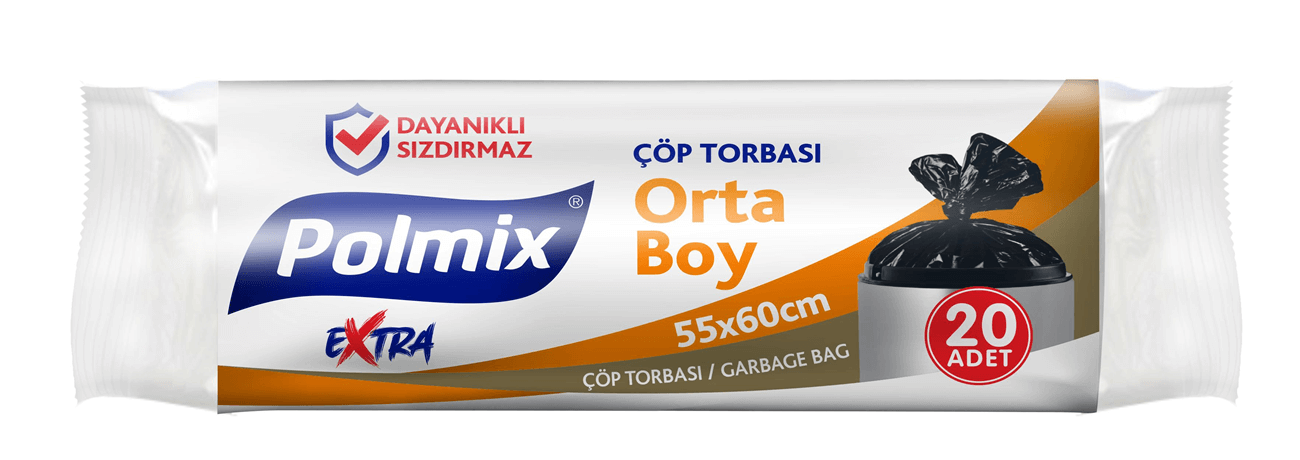 DAYANIKLI
SIZDIRMAZ
Polmix®
EXTRA
ÇÖP TORBASI
Orta
Boy
55x60cm
ÇÖP TORBASI / GARBAGE BAG
20
ADET